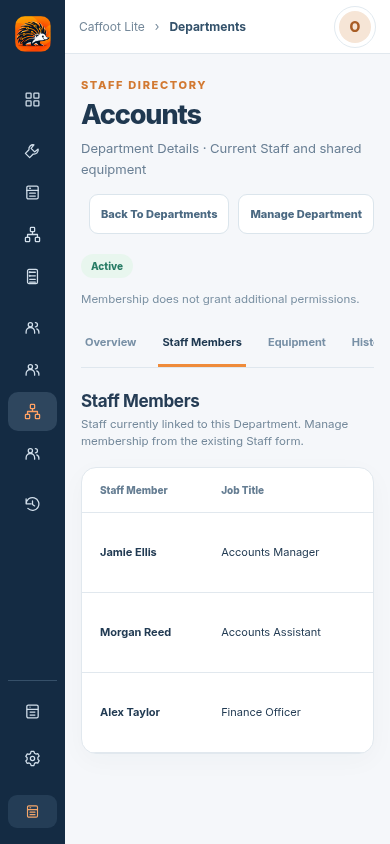 Caffoot Lite › Departments
O
STAFF DIRECTORY
Accounts
Department Details · Current Staff and shared
equipment
Back To Departments
Manage Department
Active
Membership does not grant additional permissions.
Overview Staff Members Equipment Hist
Staff Members
Staff currently linked to this Department. Manage
membership from the existing Staff form.
Staff Member Job Title
Jamie Ellis Accounts Manager
Morgan Reed Accounts Assistant
Alex Taylor Finance Officer